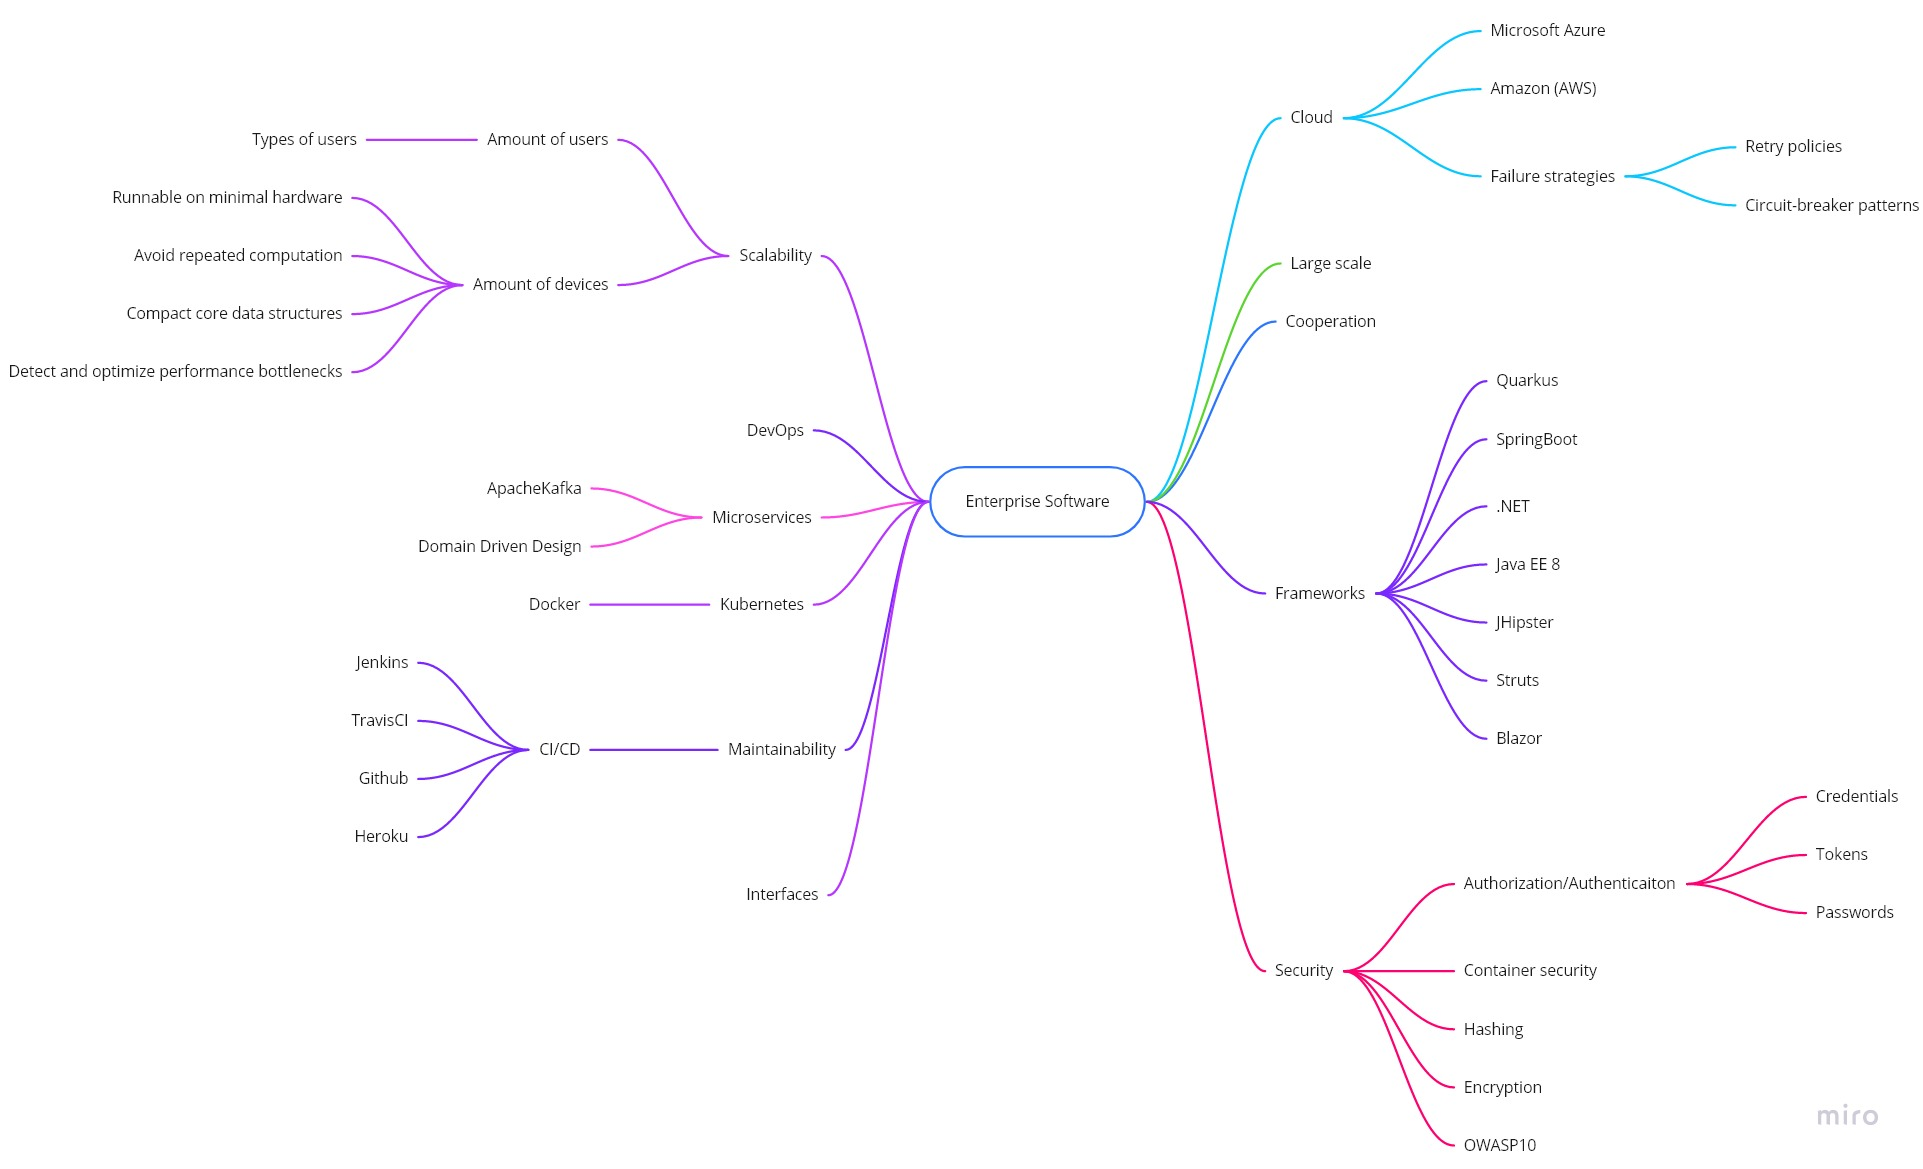 Enterprise Software
Cloud
Microsoft Azure
Amazon (AWS)
Failure strategies
Retry policies
Circuit-breaker patterns
Large scale
Cooperation
Frameworks
Quarkus
SpringBoot
.NET
Java EE 8
JHipster
Struts
Blazor
Security
Authorization/Authenticaiton
Credentials
Tokens
Passwords
Container security
Hashing
Encryption
OWASP10
Scalability
Amount of users
Types of users
Amount of devices
Runnable on minimal hardware
Avoid repeated computation
Compact core data structures
Detect and optimize performance bottlenecks
DevOps
Microservices
ApacheKafka
Domain Driven Design
Kubernetes
Docker
Maintainability
CI/CD
Jenkins
TravisCI
Github
Heroku
Interfaces
miro